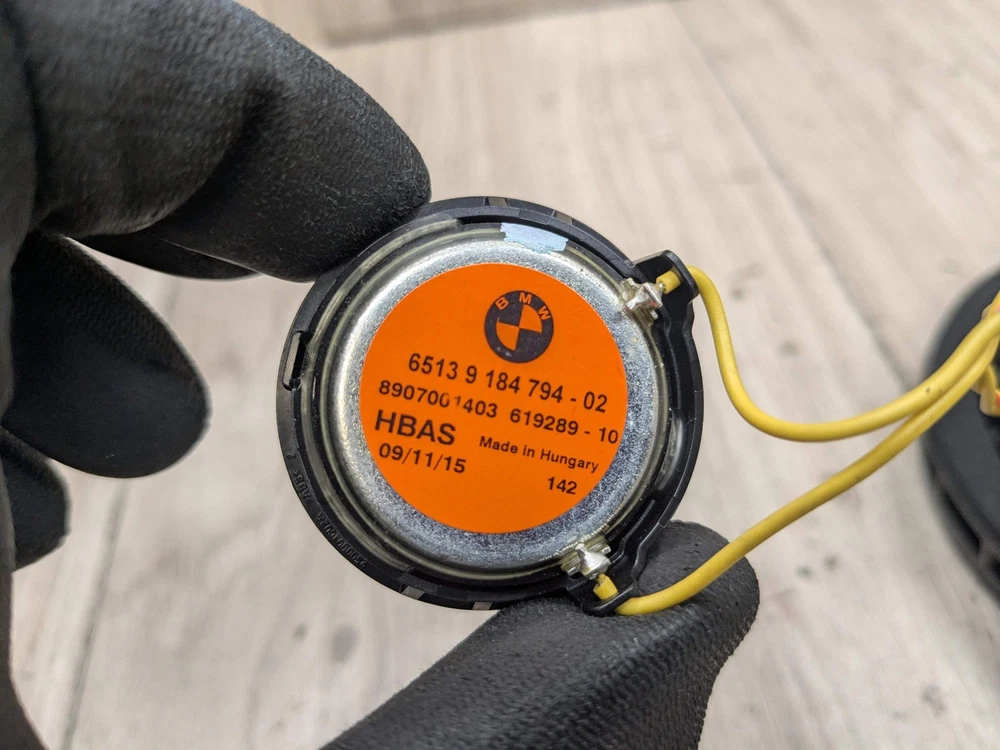 BMW
6513 9 184 794 - 02
8907001403 619289 - 10
HBAS Made in Hungary
09/11/15
142